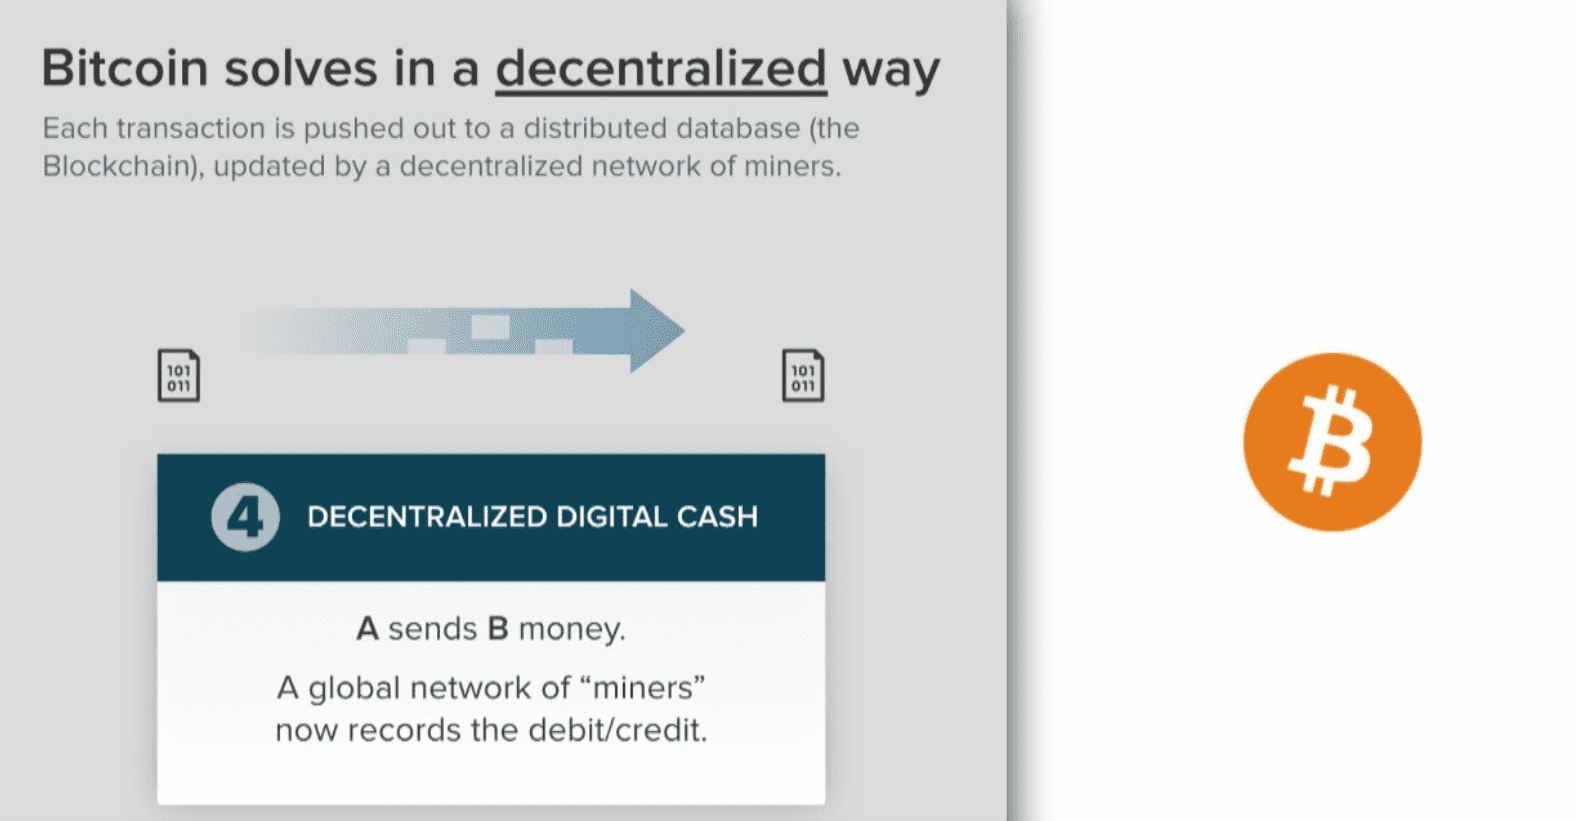 Bitcoin solves in a decentralized way
Each transaction is pushed out to a distributed database (the
Blockchain), updated by a decentralized network of miners.
101
011
101
011
4 DECENTRALIZED DIGITAL CASH
A sends B money.
A global network of “miners”
now records the debit/credit.